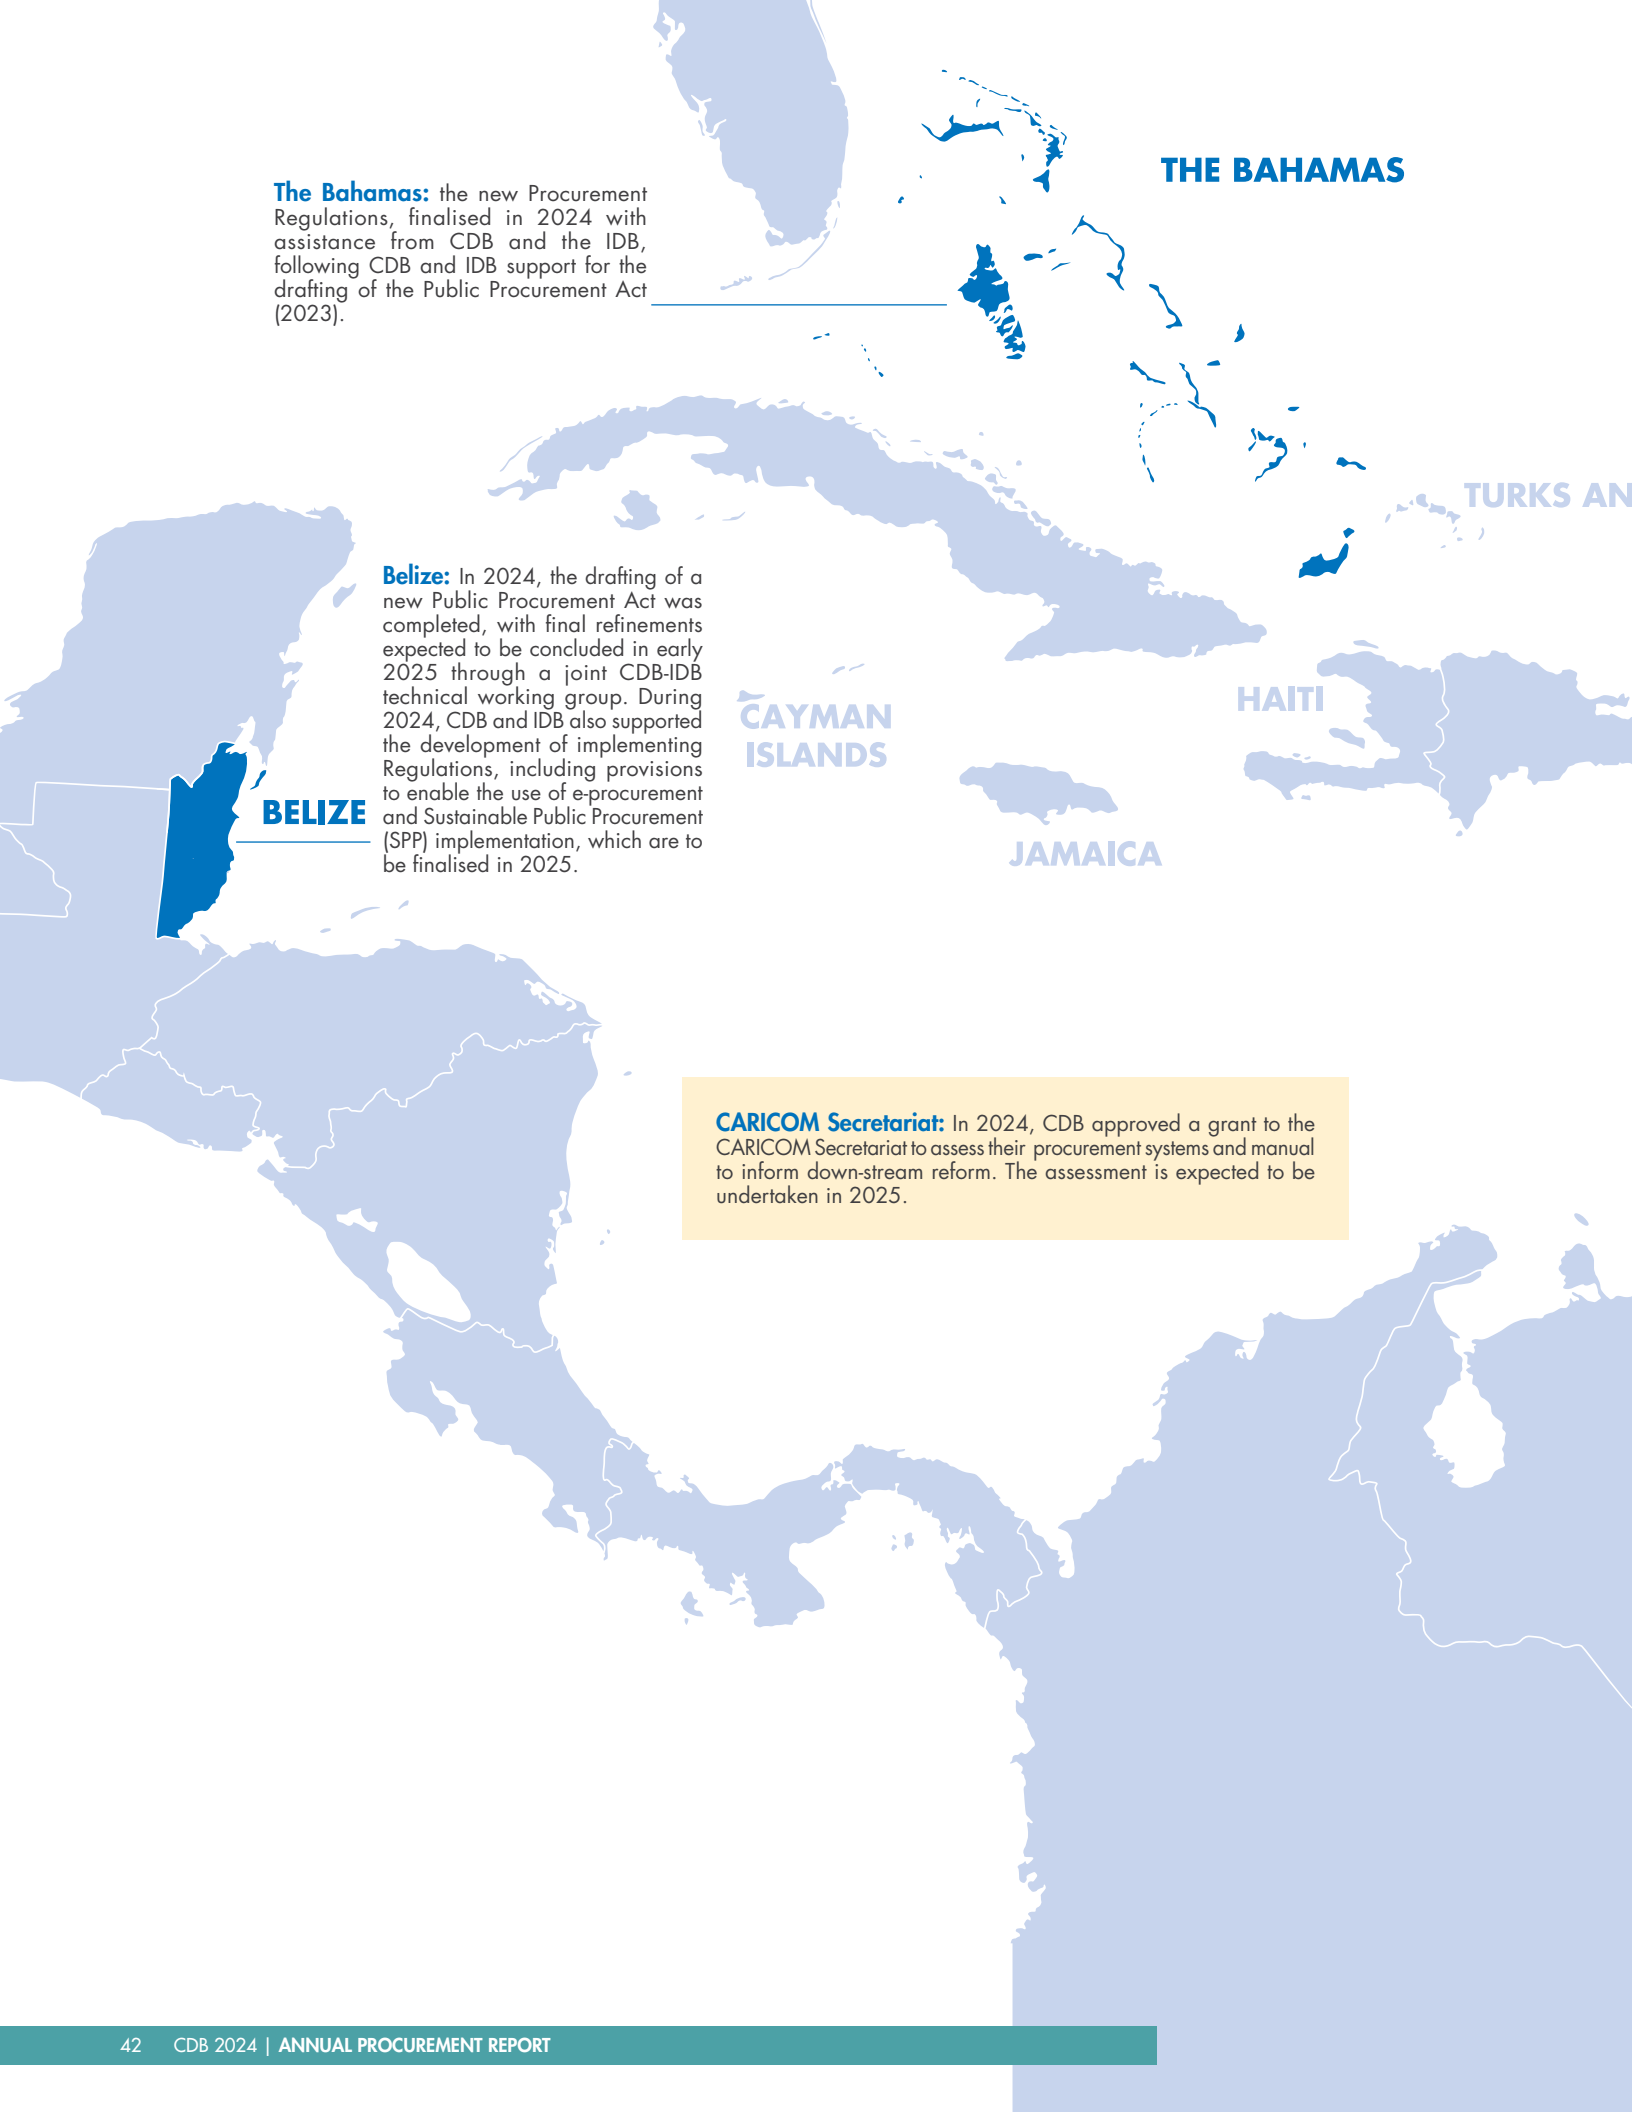 THE BAHAMAS
The Bahamas: the new Procurement
Regulations, finalised in 2024 with
assistance from CDB and the IDB,
following CDB and IDB support for the
drafting of the Public Procurement Act
(2023).
TURKS AN
Belize: In 2024, the drafting of a
new Public Procurement Act was
completed, with final refinements
expected to be concluded in early
2025 through a joint CDB-IDB
technical working group. During
2024, CDB and IDB also supported
the development of implementing
Regulations, including provisions
to enable the use of e-procurement
and Sustainable Public Procurement
(SPP) implementation, which are to
be finalised in 2025.
BELIZE
CAYMAN
ISLANDS
HAITI
JAMAICA
CARICOM Secretariat: In 2024, CDB approved a grant to the
CARICOM Secretariat to assess their procurement systems and manual
to inform down-stream reform. The assessment is expected to be
undertaken in 2025.
42 CDB 2024 | ANNUAL PROCUREMENT REPORT